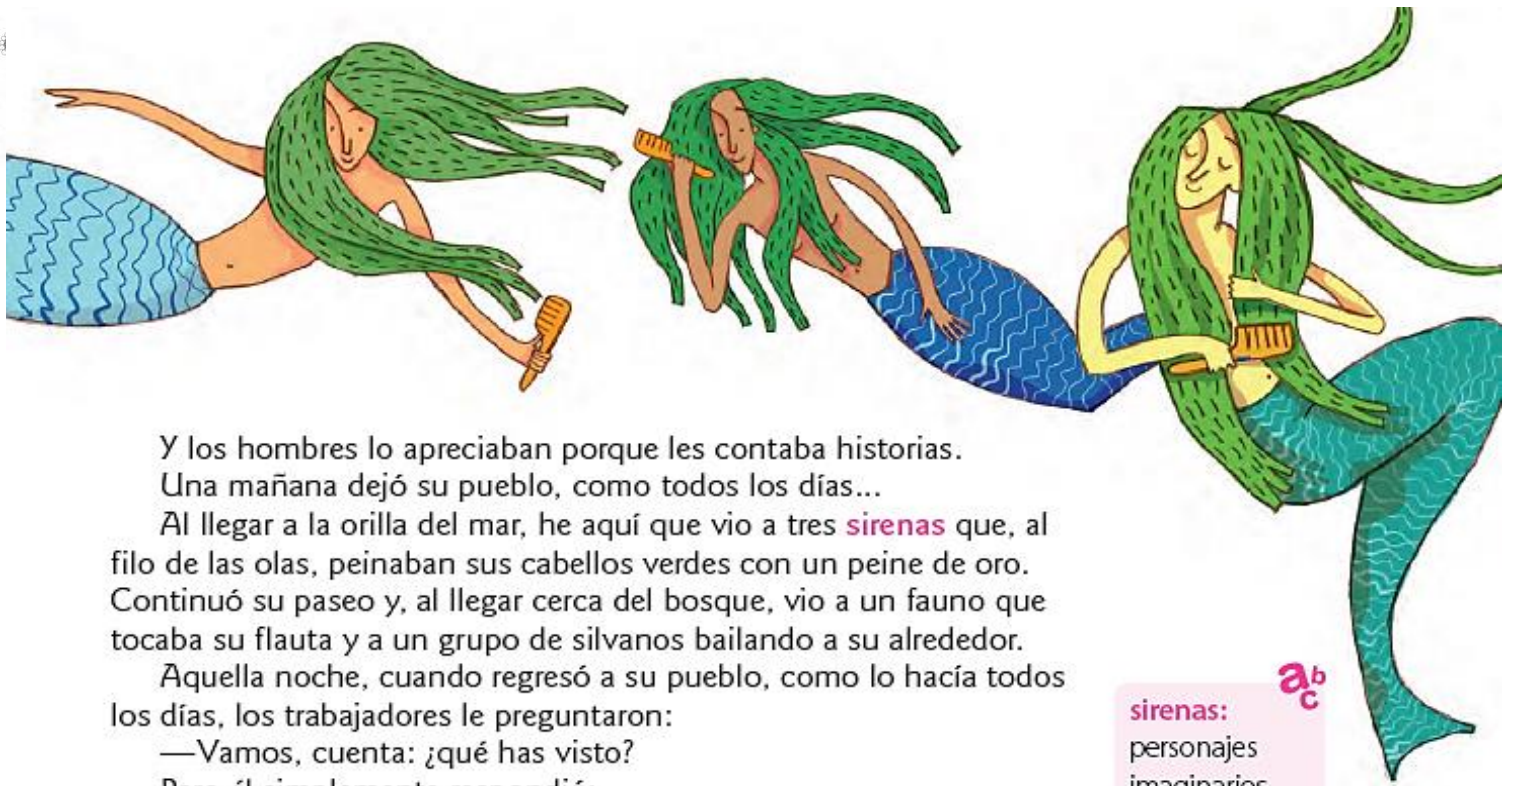 Y los hombres lo apreciaban porque les contaba historias.
Una mañana dejó su pueblo, como todos los días...
Al llegar a la orilla del mar, he aquí que vio a tres sirenas que, al
filo de las olas, peinaban sus cabellos verdes con un peine de oro.
Continuó su paseo y, al llegar cerca del bosque, vio a un fauno que
tocaba su flauta y a un grupo de silvanos bailando a su alrededor.
Aquella noche, cuando regresó a su pueblo, como lo hacía todos
los días, los trabajadores le preguntaron:
—Vamos, cuenta: ¿qué has visto?
a b c
sirenas:
personajes
imaginarios